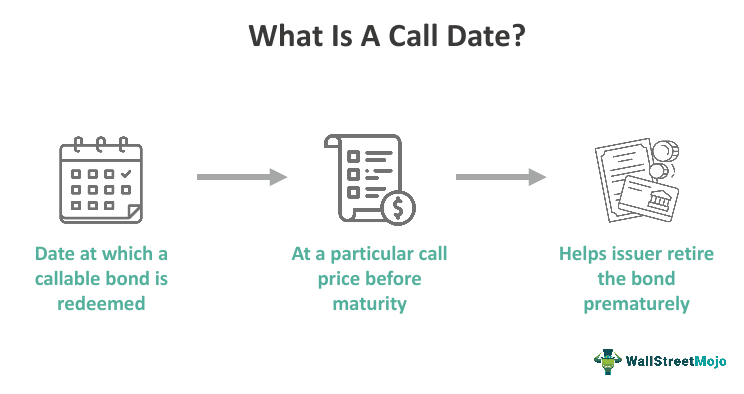 What Is A Call Date?
$
Date at which a
callable bond is
redeemed
At a particular call
price before
maturity
Helps issuer retire
the bond
prematurely
WallStreetMojo